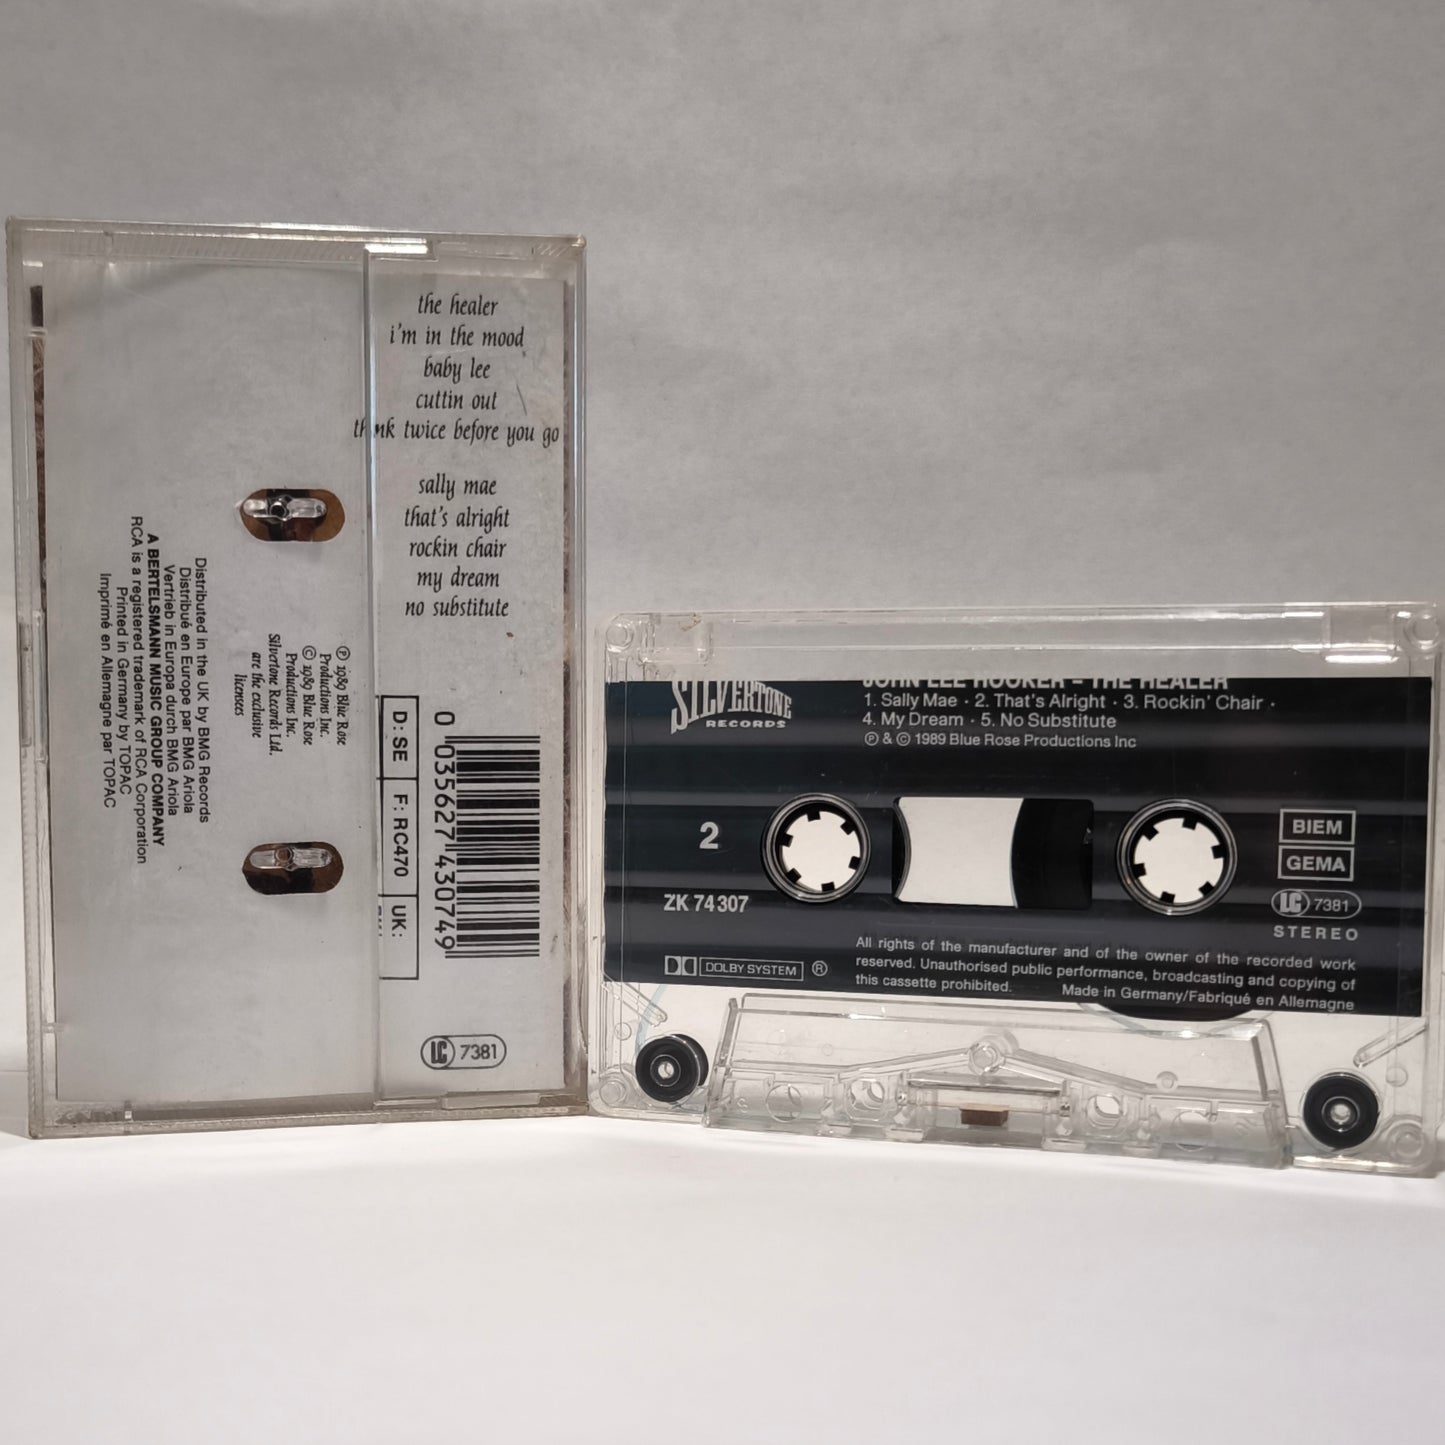 the healer
i'm in the mood
baby lee
cuttin out
think twice before you go
sally mae
that's alright
rockin chair
my dream
no substitute
℗ 1989 Blue Rose
Productions Inc.
© 1989 Blue Rose
Productions Inc.
Silvertone Records Ltd.
are the exclusive
licensees
Distributed in the UK by BMG Records
Distribué en Europe par BMG Ariola
Vertrieb in Europa durch BMG Ariola
A BERTELSMANN MUSIC GROUP COMPANY
RCA is a registered trademark of RCA Corporation
Printed in Germany by TOPAC
Imprimé en Allemagne par TOPAC
D: SE
F: RC470
UK:
0 035627 430749
LC 7381
SILVERTONE
RECORDS
JOHN LEE HOOKER – THE HEALER
1. Sally Mae · 2. That's Alright · 3. Rockin' Chair ·
4. My Dream · 5. No Substitute
℗ & © 1989 Blue Rose Productions Inc
2
BIEM
GEMA
ZK 74307
LC 7381
STEREO
DOLBY SYSTEM ®
All rights of the manufacturer and of the owner of the recorded work
reserved. Unauthorised public performance, broadcasting and copying of
this cassette prohibited. Made in Germany/Fabriqué en Allemagne